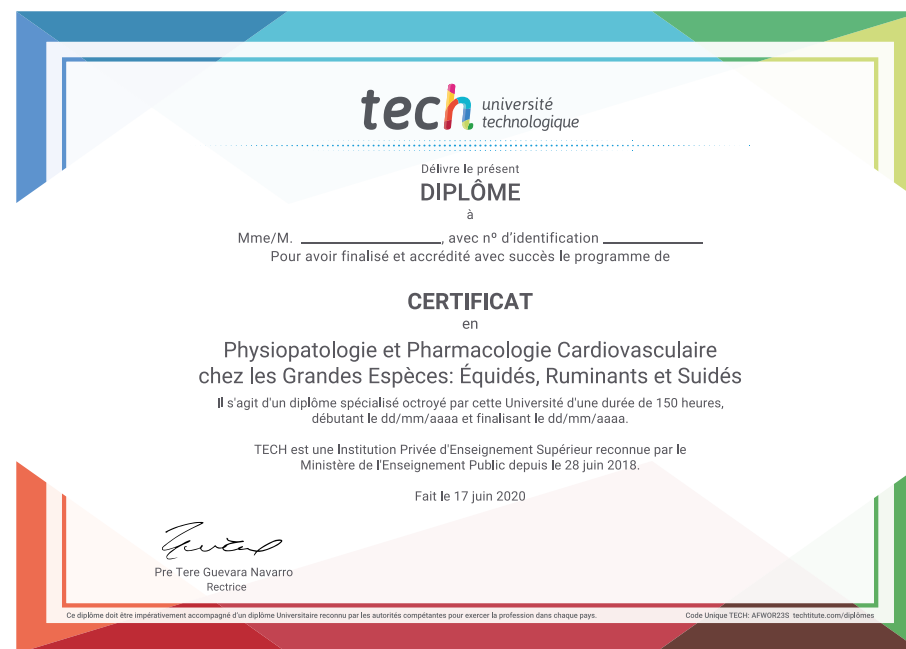 tech université
technologique
Délivre le présent
DIPLÔME
à
Mme/M. ____________________, avec nº d'identification ______________
Pour avoir finalisé et accrédité avec succès le programme de
CERTIFICAT
en
Physiopatologie et Pharmacologie Cardiovasculaire
chez les Grandes Espèces: Équidés, Ruminants et Suidés
Il s'agit d'un diplôme spécialisé octroyé par cette Université d'une durée de 150 heures,
débutant le dd/mm/aaaa et finalisant le dd/mm/aaaa.
TECH est une Institution Privée d'Enseignement Supérieur reconnue par le
Ministère de l'Enseignement Public depuis le 28 juin 2018.
Fait le 17 juin 2020
Pre Tere Guevara Navarro
Rectrice
Ce diplôme doit être impérativement accompagné d'un diplôme Universitaire reconnu par les autorités compétentes pour exercer la profession dans chaque pays.
Code Unique TECH: AFWOR23S techtitute.com/diplômes